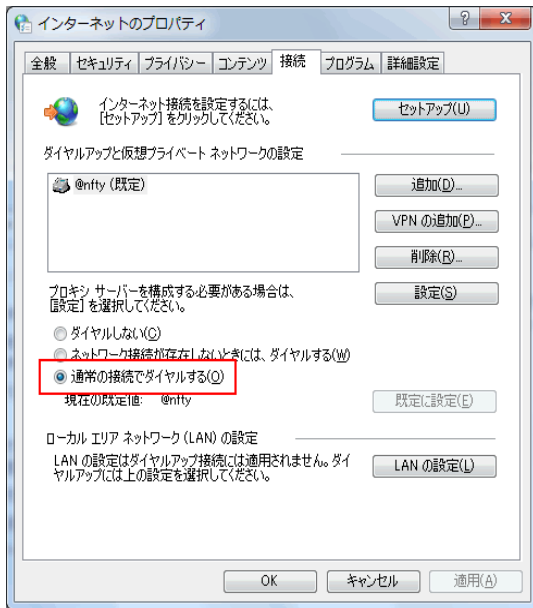 インターネットのプロパティ
?
X
全般 セキュリティ プライバシー コンテンツ 接続 プログラム 詳細設定
インターネット接続を設定するには、
[セットアップ] をクリックしてください。
セットアップ(U)
ダイヤルアップと仮想プライベート ネットワークの設定
@nfty (既定)
追加(D)...
VPN の追加(P)...
削除(R)...
プロキシ サーバーを構成する必要がある場合は、
[設定] を選択してください。
設定(S)
ダイヤルしない(C)
ネットワーク接続が存在しないときには、ダイヤルする(W)
通常の接続でダイヤルする(O)
現在の既定値: @nfty
既定に設定(E)
ローカル エリア ネットワーク (LAN) の設定
LAN の設定はダイヤルアップ接続には適用されません。ダイ
ヤルアップには上の設定を選択してください。
LAN の設定(L)
OK キャンセル 適用(A)